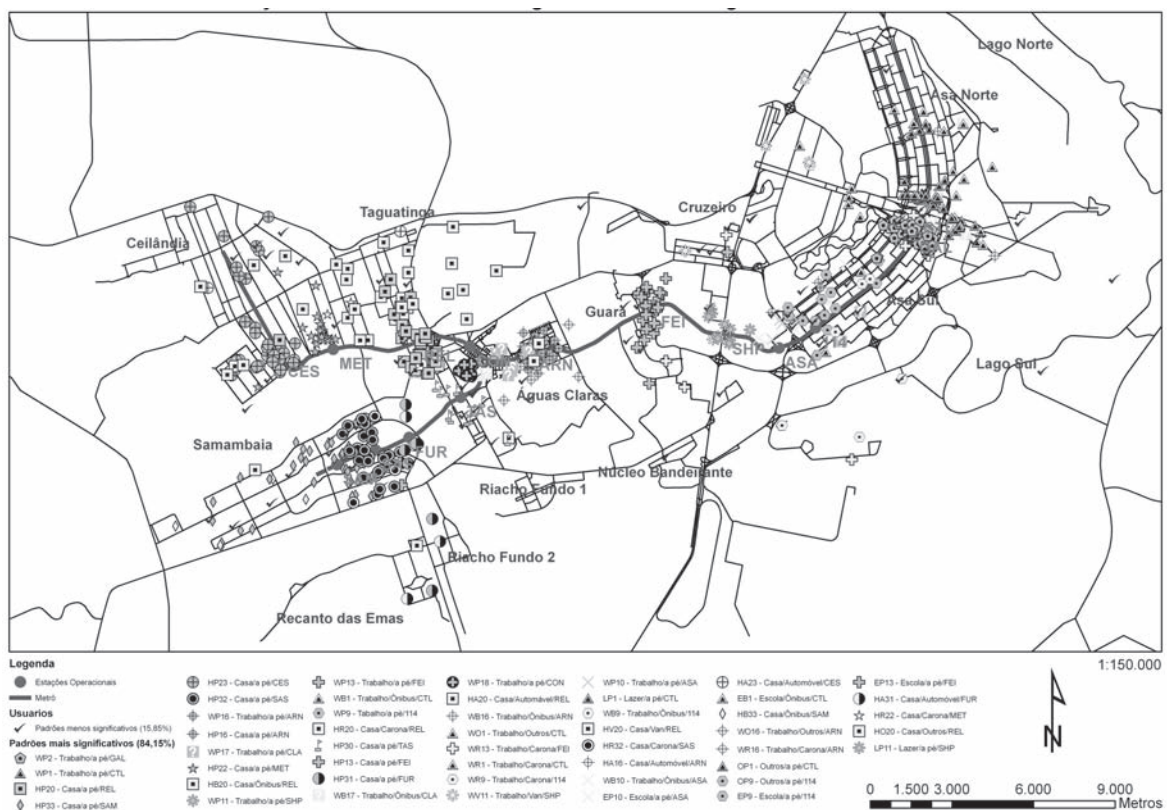 Lago Norte
Asa Norte
Taguatinga
Cruzeiro
Ceilândia
Asa Sul
Guará
FEI
SHP
114
ASA
MET
CES
ARN
Lago Sul
Águas Claras
TAS
Samambaia
FUR
Núcleo Bandeirante
Riacho Fundo 1
Riacho Fundo 2
Recanto das Emas
Legenda
Estações Operacionais
Metrô
Usuarios
Padrões menos significativos (15,85%)
Padrões mais significativos (84,15%)
WP2 - Trabalho/a pé/GAL
WP1 - Trabalho/a pé/CTL
HP20 - Casa/a pé/REL
HP33 - Casa/a pé/SAM
HP23 - Casa/a pé/CES
HP32 - Casa/a pé/SAS
WP16 - Trabalho/a pé/ARN
HP16 - Casa/a pé/ARN
WP17 - Trabalho/a pé/CLA
HP22 - Casa/a pé/MET
HB20 - Casa/Ônibus/REL
WP11 - Trabalho/a pé/SHP
WP13 - Trabalho/a pé/FEI
WB1 - Trabalho/Ônibus/CTL
WP9 - Tabalho/a pé/114
HR20 - Casa/Carona/REL
HP30 - Casa/a pé/TAS
HP13 - Casa/a pé/FEI
HP31 - Casa/a pé/FUR
WB17 - Trabalho/Ônibus/CLA
WP18 - Trabalho/a pé/CON
HA20 - Casa/Automóvel/REL
WB16 - Trabalho/Ônibus/ARN
WO1 - Trabalho/Outros/CTL
WR13 - Trabalho/Carona/FEI
WR1 - Trabalho/Carona/CTL
WR9 - Trabalho/Carona/114
WV11 - Trabalho/Van/SHP
WP10 - Trabalho/a pé/ASA
LP1 - Lazer/a pé/CTL
WB9 - Trabalho/Ônibus/114
HV20 - Casa/Van/REL
HR32 - Casa/Carona/SAS
HA16 - Casa/Automóvel/ARN
WB10 - Trabalho/Ônibus/ASA
EP10 - Escola/a pé/ASA
HA23 - Casa/Automóvel/CES
EB1 - Escola/Ônibus/CTL
HB33 - Casa/Ônibus/SAM
WO16 - Trabalho/Outros/ARN
WR16 - Trabalho/Carona/ARN
OP1 - Outros/a pé/CTL
OP9 - Outros/a pé/114
EP9 - Escola/a pé/114
EP13 - Escola/a pé/FEI
HA31 - Casa/Automóvel/FUR
HR22 - Casa/Carona/MET
HO20 - Casa/Outros/REL
LP11 - Lazer/a pé/SHP
1:150.000
N
0 1.5000 3.000 6.000 9.000
Metros